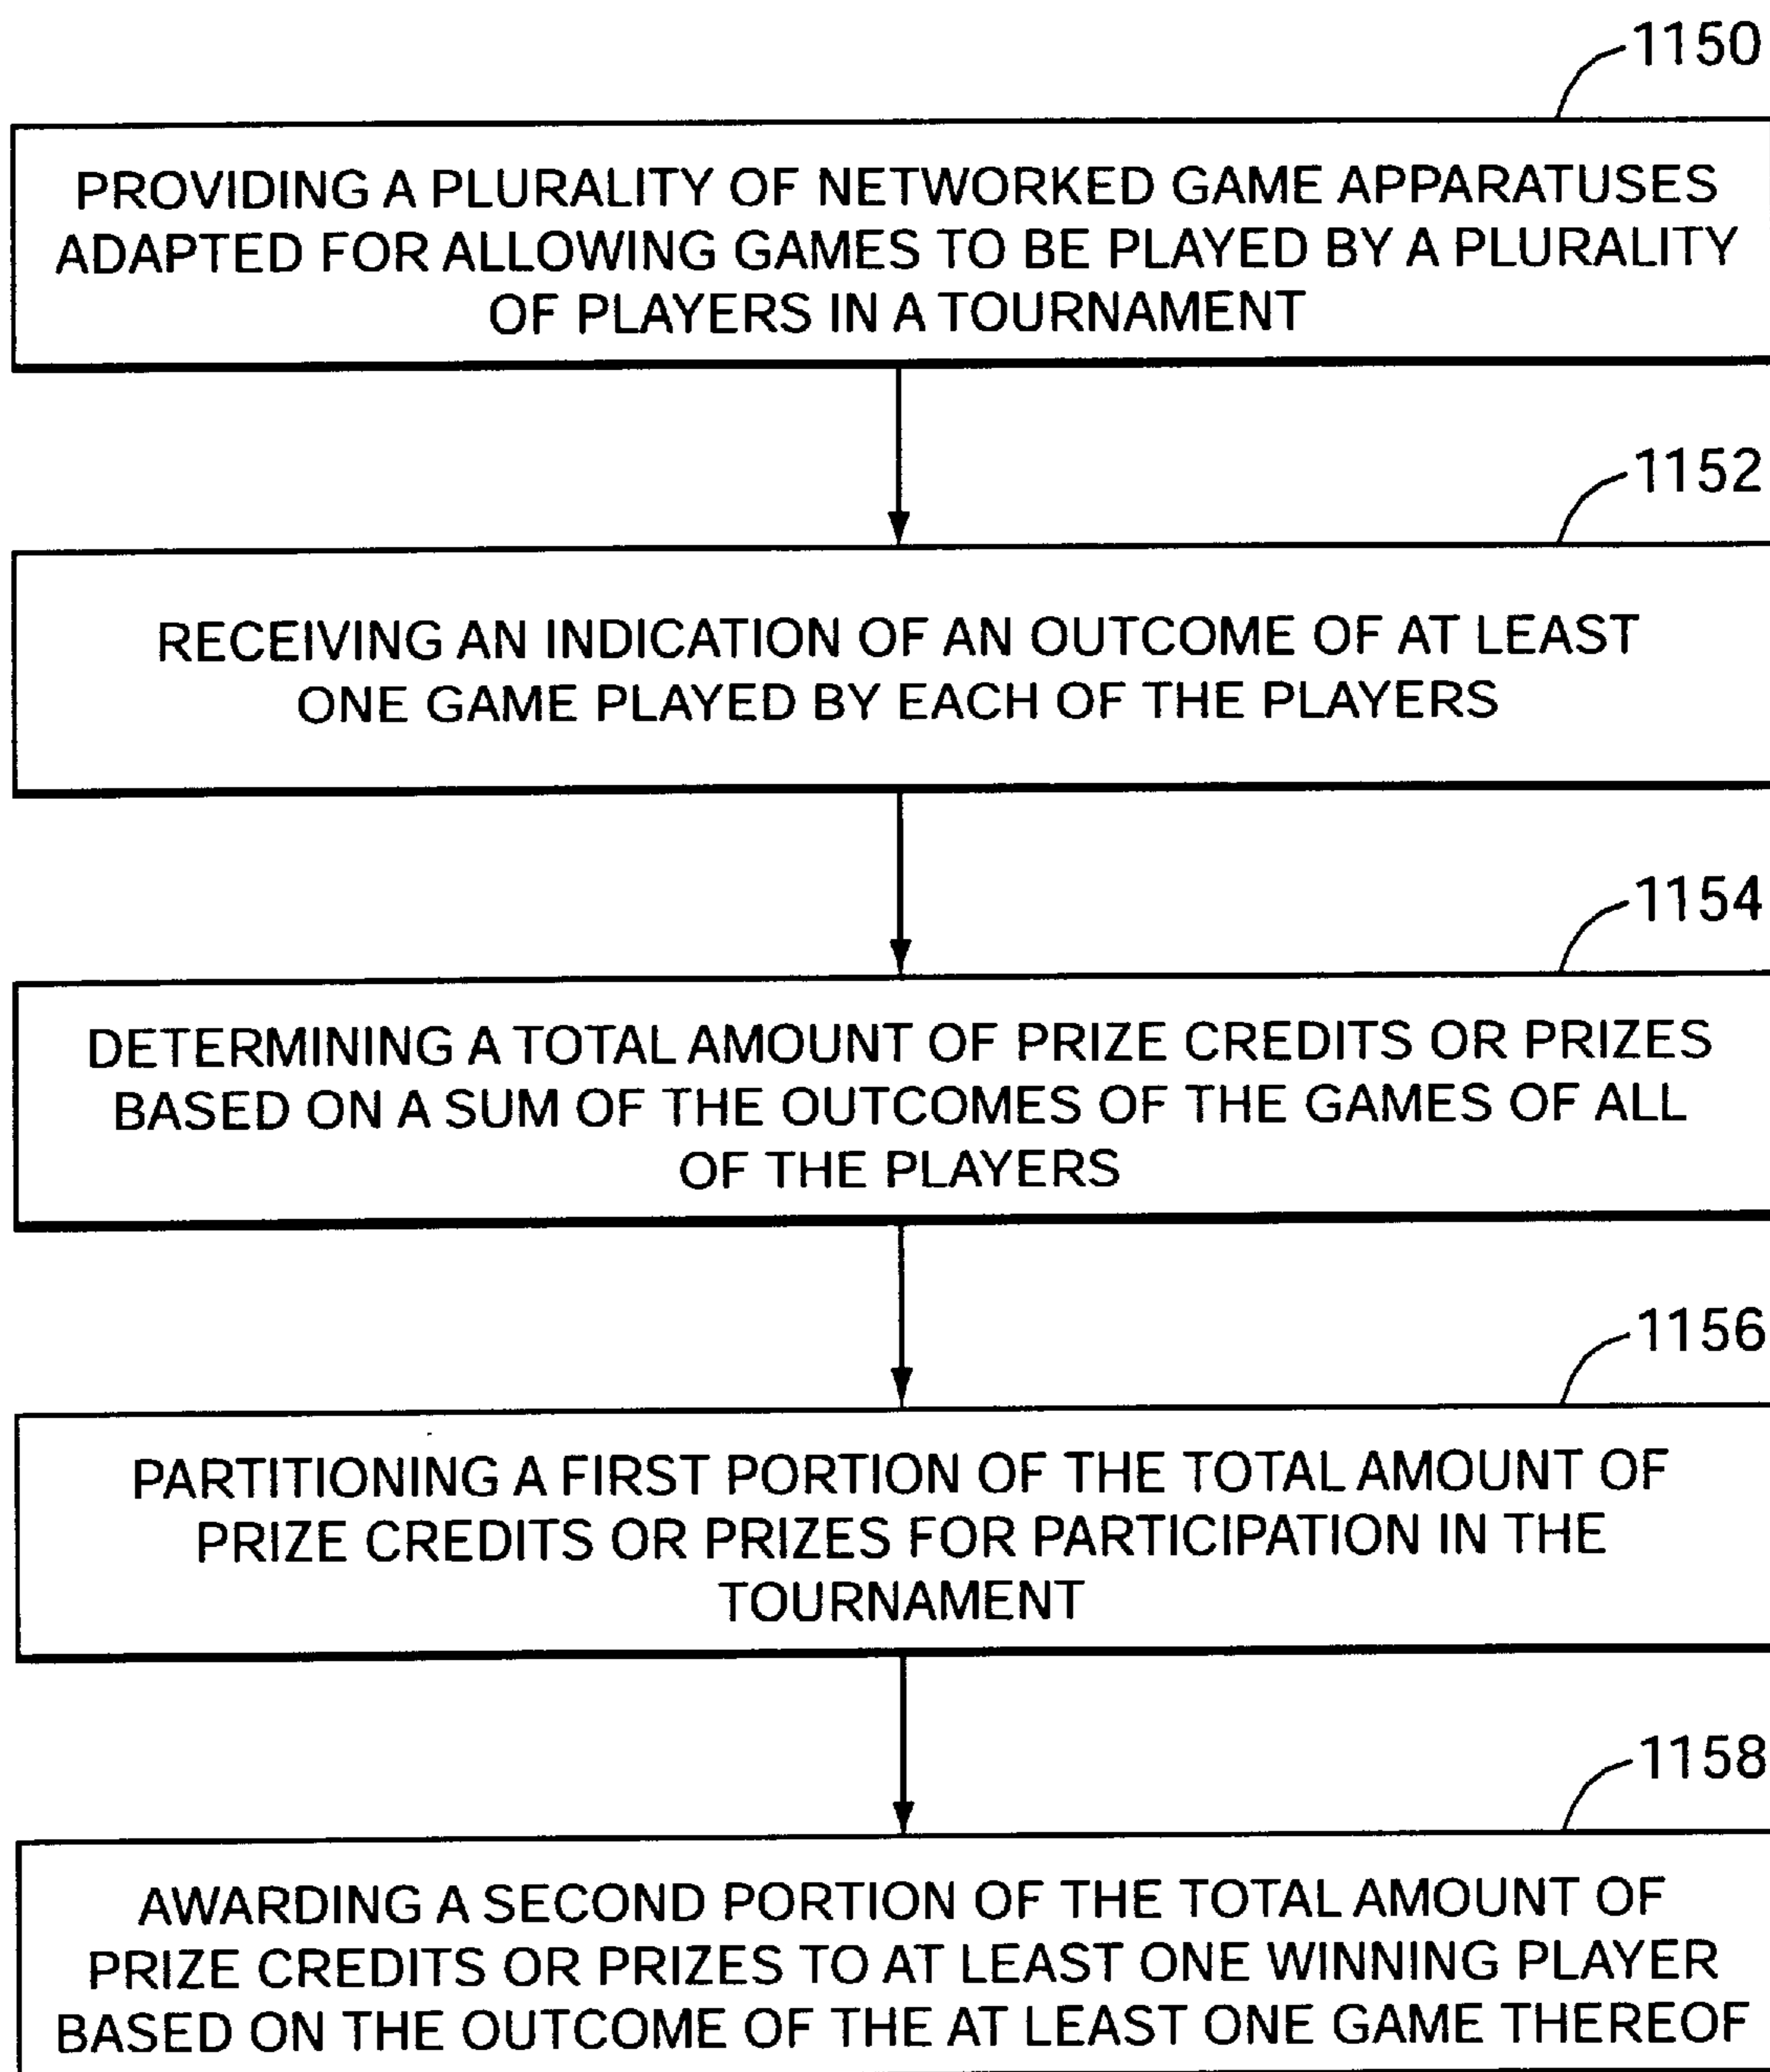 1150
PROVIDING A PLURALITY OF NETWORKED GAME APPARATUSES
ADAPTED FOR ALLOWING GAMES TO BE PLAYED BY A PLURALITY
OF PLAYERS IN A TOURNAMENT
1152
RECEIVING AN INDICATION OF AN OUTCOME OF AT LEAST
ONE GAME PLAYED BY EACH OF THE PLAYERS
1154
DETERMINING A TOTAL AMOUNT OF PRIZE CREDITS OR PRIZES
BASED ON A SUM OF THE OUTCOMES OF THE GAMES OF ALL
OF THE PLAYERS
1156
PARTITIONING A FIRST PORTION OF THE TOTAL AMOUNT OF
PRIZE CREDITS OR PRIZES FOR PARTICIPATION IN THE
TOURNAMENT
1158
AWARDING A SECOND PORTION OF THE TOTAL AMOUNT OF
PRIZE CREDITS OR PRIZES TO AT LEAST ONE WINNING PLAYER
BASED ON THE OUTCOME OF THE AT LEAST ONE GAME THEREOF